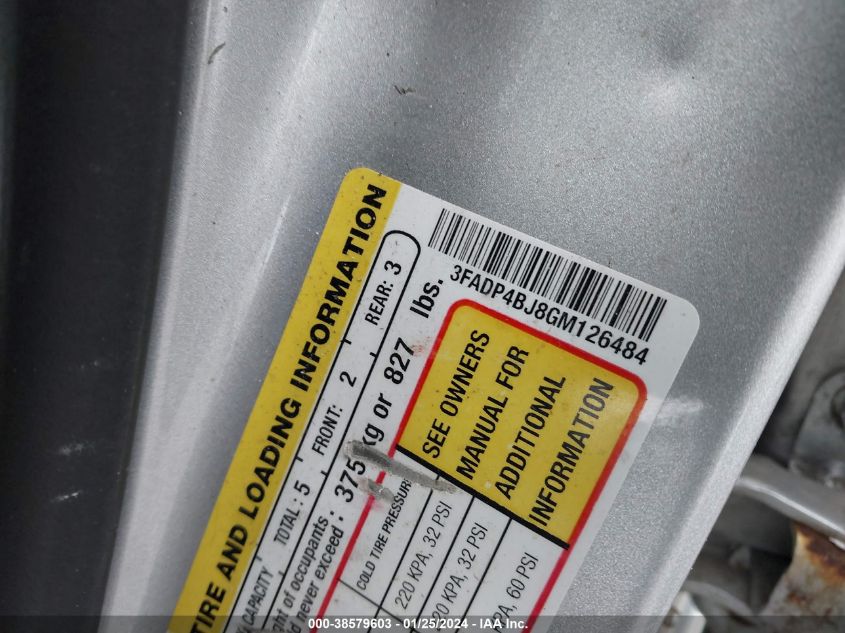 TIRE AND LOADING INFORMATION
CAPACITY TOTAL: 5 FRONT: 2 REAR: 3
of occupants
never exceed: 375 kg or 827 lbs.
3FADP4BJ8GM126484
COLD TIRE PRESSURE
220 KPA, 32 PSI
KPA, 32 PSI
KPA, 60 PSI
SEE OWNERS
MANUAL FOR
ADDITIONAL
INFORMATION
000-38579603 - 01/25/2024 - IAA Inc.